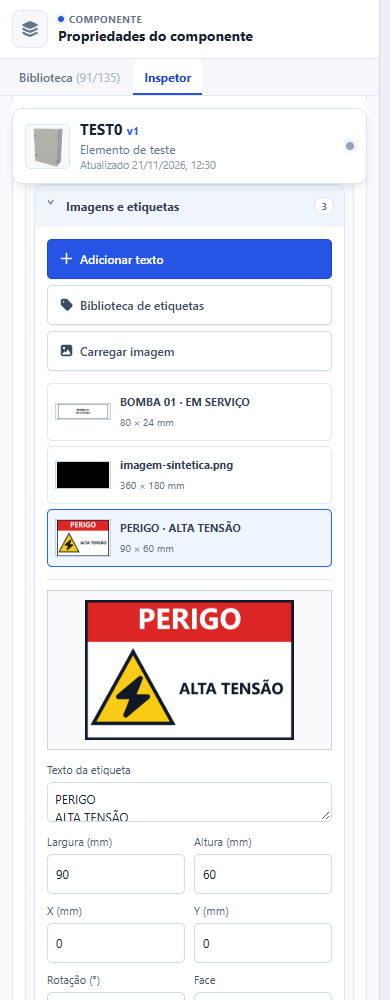 COMPONENTE
Propriedades do componente
Biblioteca (91/135)
Inspetor
TEST0 v1
Elemento de teste
Atualizado 21/11/2026, 12:30
Imagens e etiquetas
3
Adicionar texto
Biblioteca de etiquetas
Carregar imagem
BOMBA 01 · EM SERVIÇO
80 × 24 mm
imagem-sintetica.png
360 × 180 mm
PERIGO
ALTA TENSÃO
PERIGO · ALTA TENSÃO
90 × 60 mm
PERIGO
ALTA TENSÃO
Texto da etiqueta
PERIGO
ALTA TENSÃO
Largura (mm)
Altura (mm)
90
60
X (mm)
Y (mm)
0
0
Rotação (°)
Face